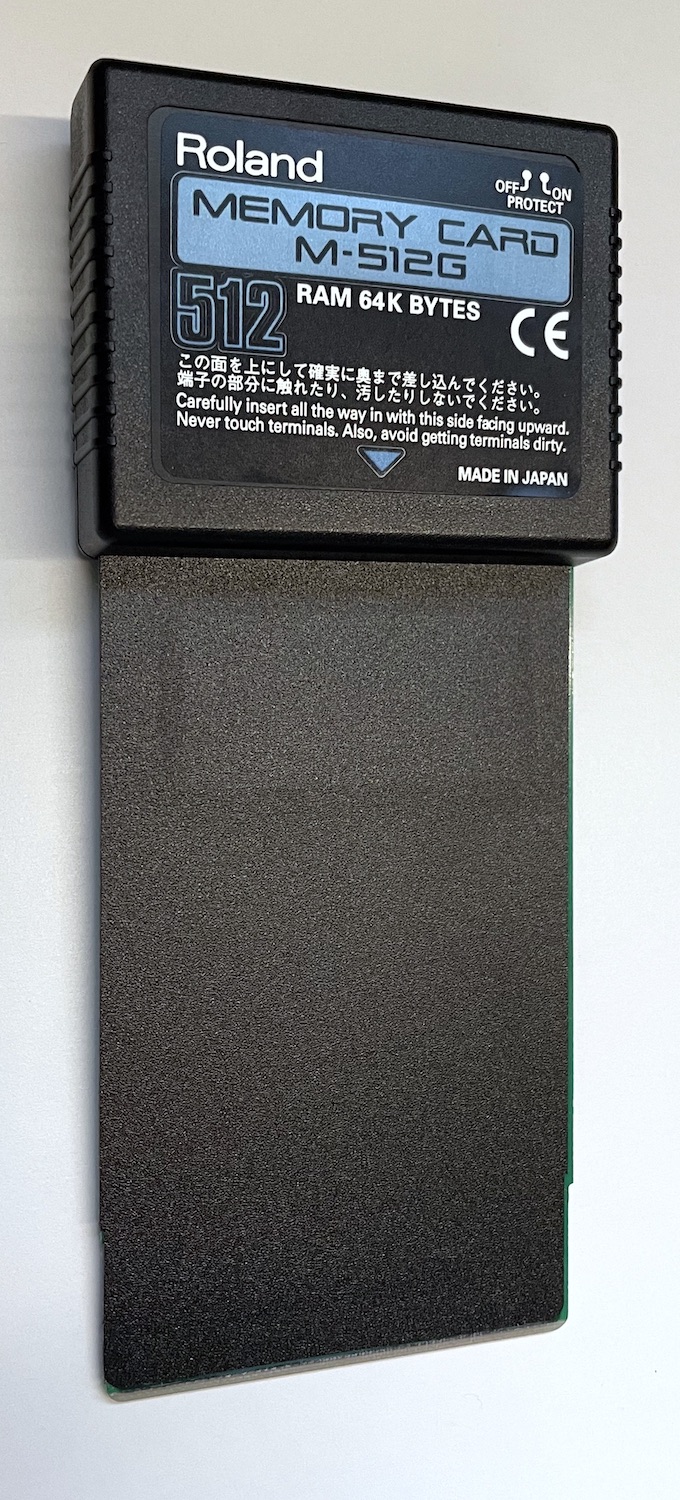 Roland
OFF ON
PROTECT
MEMORY CARD
M-512G
512
RAM 64K BYTES
CE
この面を上にして確実に奥まで差し込んでください。
端子の部分に触れたり、汚したりしないでください。
Carefully insert all the way in with this side facing upward.
Never touch terminals. Also, avoid getting terminals dirty.
MADE IN JAPAN